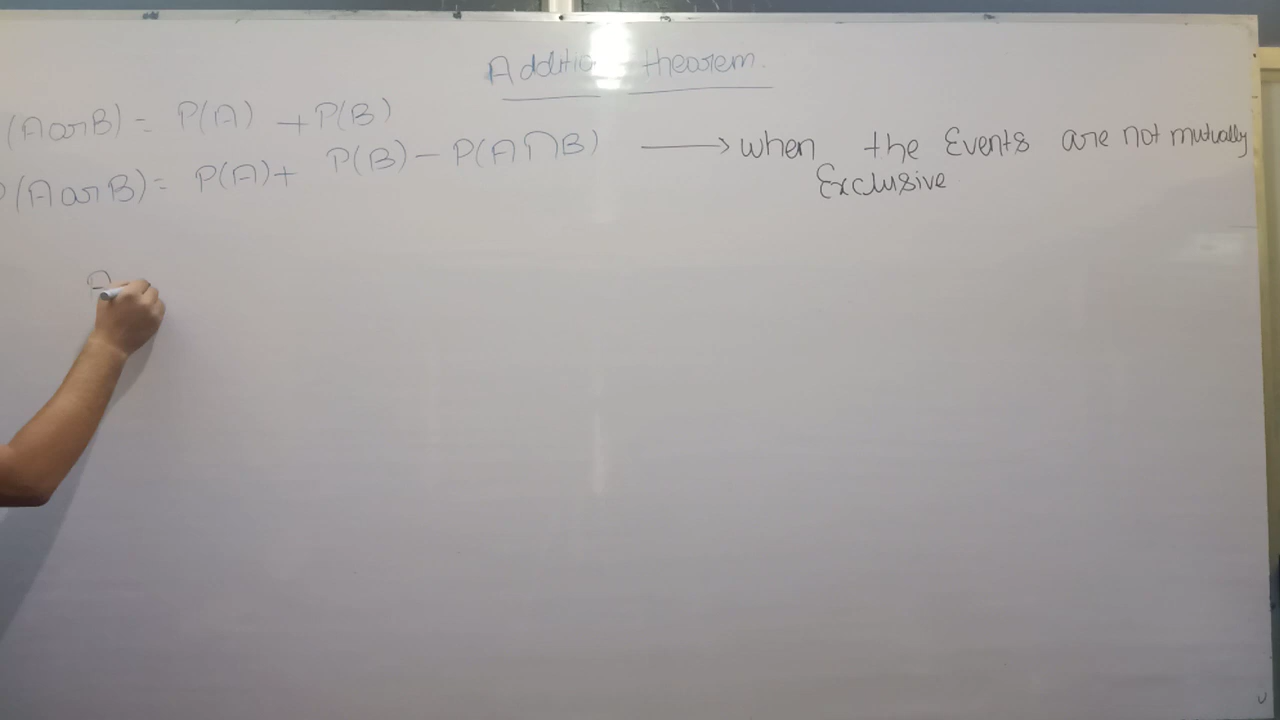 Addition theorem.
(A or B) = P(A) + P(B)
P(A or B) = P(A) + P(B) - P(A∩B) → when the Events are not mutually
Exclusive
A